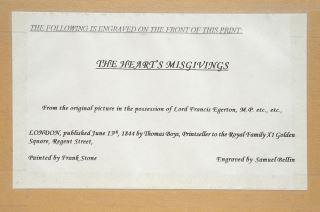 THE FOLLOWING IS ENGRAVED ON THE FRONT OF THIS PRINT:
THE HEART'S MISGIVINGS
From the original picture in the possession of Lord Francis Egerton, M.P. etc., etc,
LONDON, published June 13th, 1844 by Thomas Boys, Printseller to the Royal Family XI Golden
Square, Regent Street,
Painted by Frank Stone Engraved by Samuel Bellin